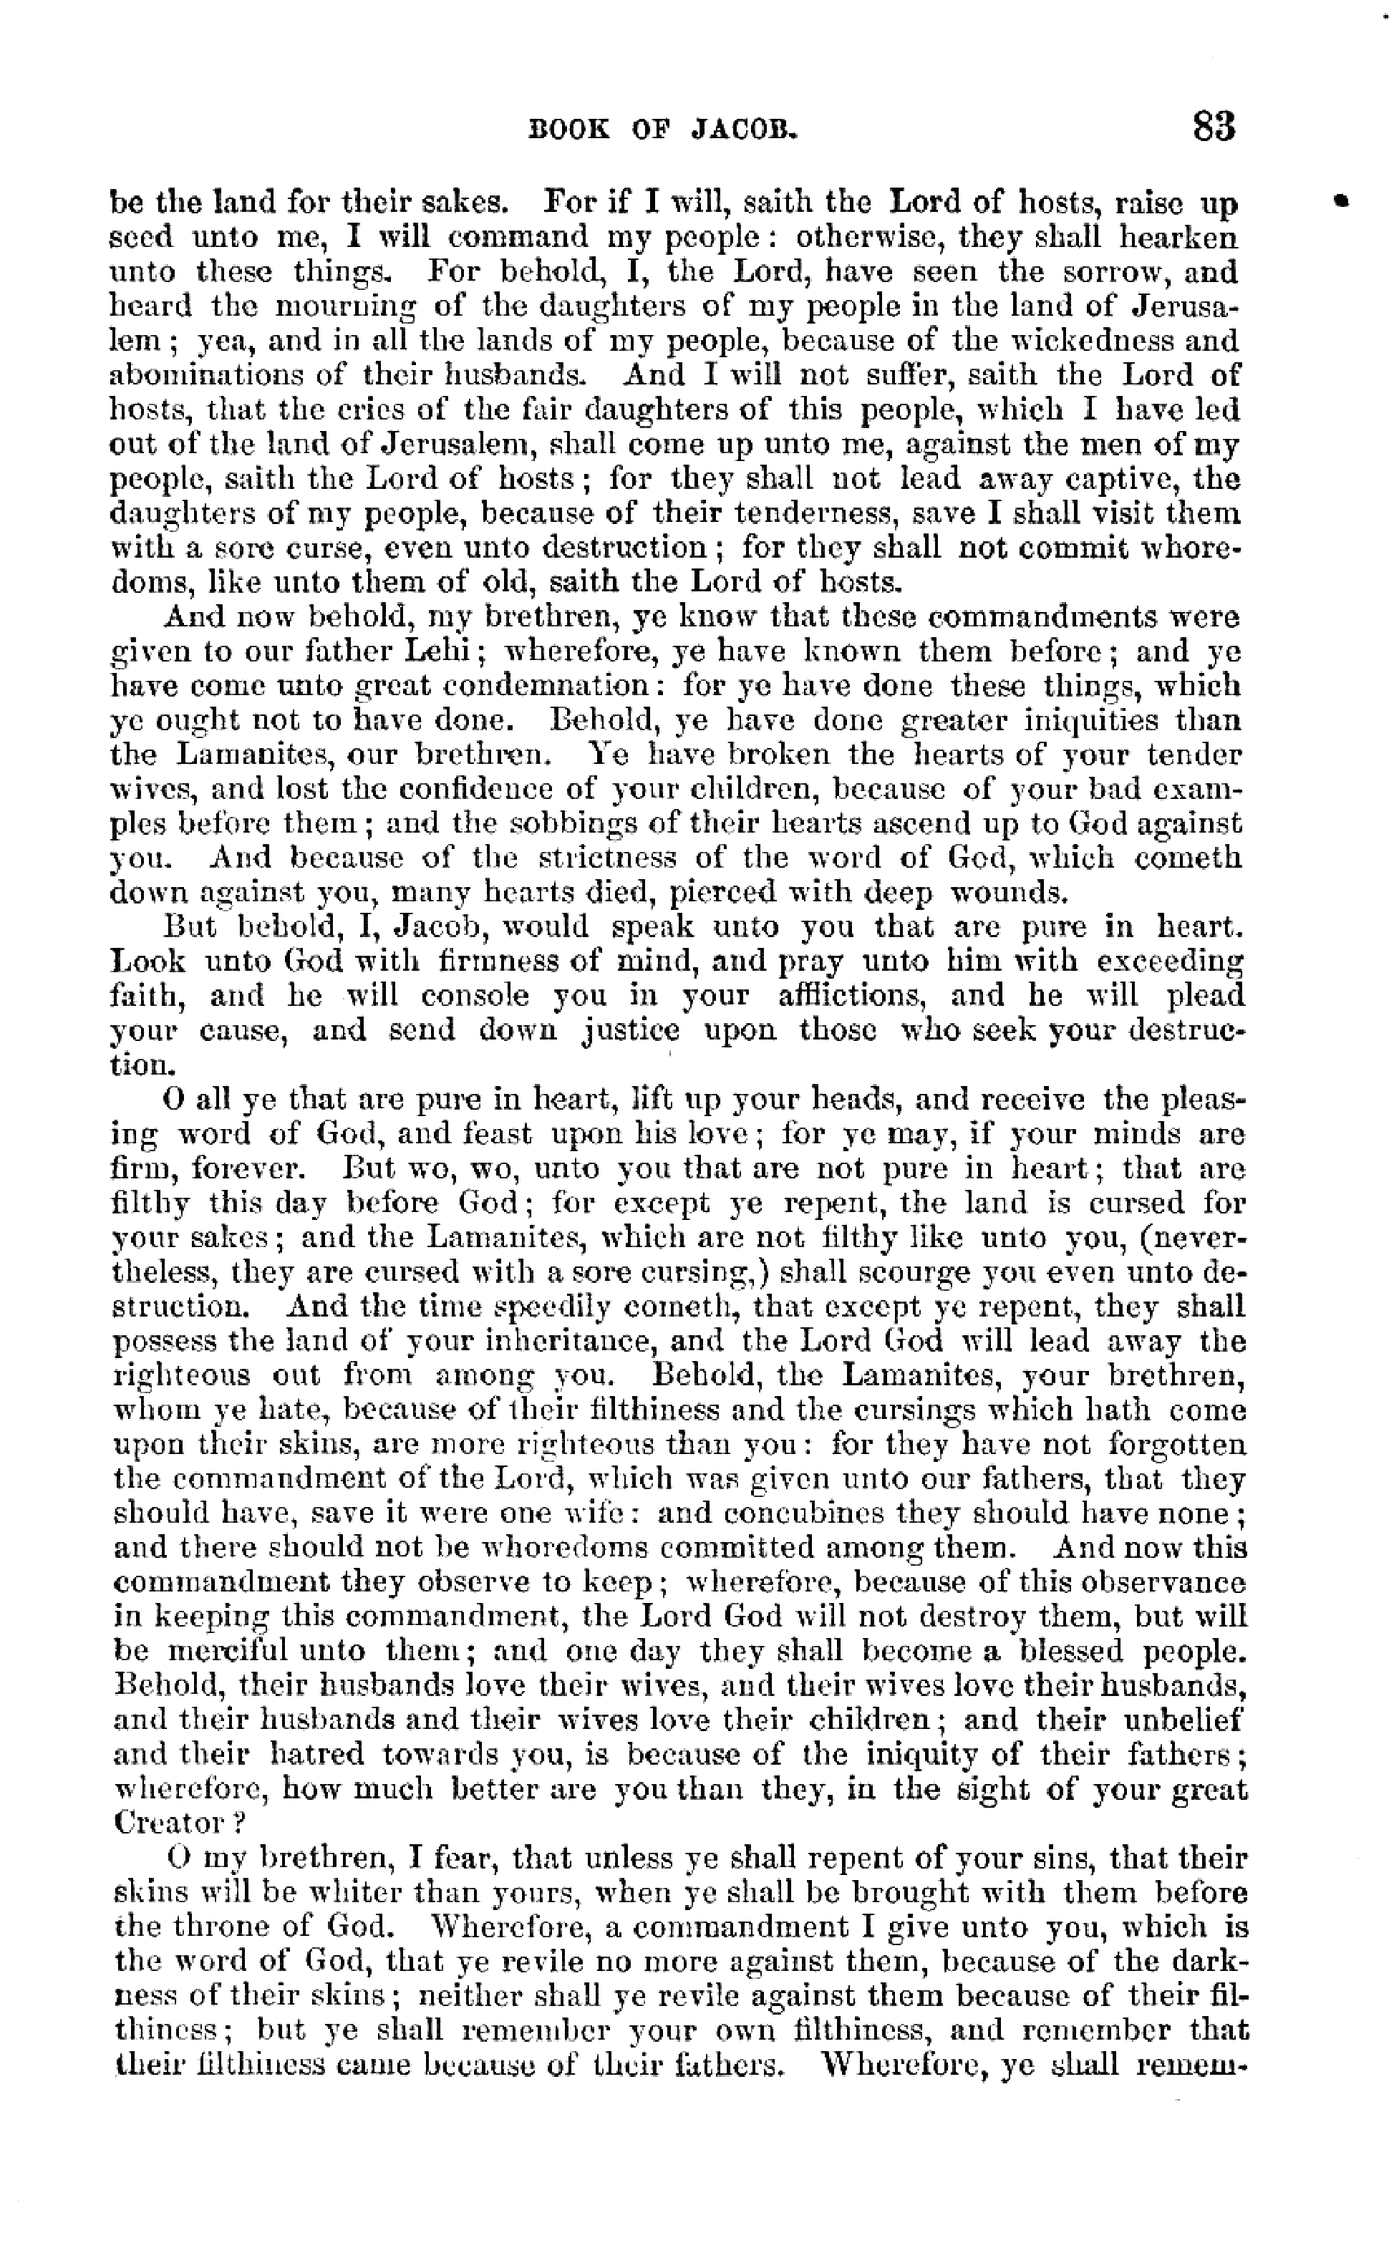 BOOK OF JACOB. 83
be the land for their sakes. For if I will, saith the Lord of hosts, raise up
seed unto me, I will command my people : otherwise, they shall hearken
unto these things. For behold, I, the Lord, have seen the sorrow, and
heard the mourning of the daughters of my people in the land of Jerusa-
lem ; yea, and in all the lands of my people, because of the wickedness and
abominations of their husbands. And I will not suffer, saith the Lord of
hosts, that the cries of the fair daughters of this people, which I have led
out of the land of Jerusalem, shall come up unto me, against the men of my
people, saith the Lord of hosts ; for they shall not lead away captive, the
daughters of my people, because of their tenderness, save I shall visit them
with a sore curse, even unto destruction ; for they shall not commit whore-
doms, like unto them of old, saith the Lord of hosts.
And now behold, my brethren, ye know that these commandments were
given to our father Lehi ; wherefore, ye have known them before ; and ye
have come unto great condemnation : for ye have done these things, which
ye ought not to have done. Behold, ye have done greater iniquities than
the Lamanites, our brethren. Ye have broken the hearts of your tender
wives, and lost the confidence of your children, because of your bad exam-
ples before them ; and the sobbings of their hearts ascend up to God against
you. And because of the strictness of the word of God, which cometh
down against you, many hearts died, pierced with deep wounds.
But behold, I, Jacob, would speak unto you that are pure in heart.
Look unto God with firmness of mind, and pray unto him with exceeding
faith, and he will console you in your afflictions, and he will plead
your cause, and send down justice upon those who seek your destruc-
tion.
O all ye that are pure in heart, lift up your heads, and receive the pleas-
ing word of God, and feast upon his love ; for ye may, if your minds are
firm, forever. But wo, wo, unto you that are not pure in heart ; that are
filthy this day before God ; for except ye repent, the land is cursed for
your sakes ; and the Lamanites, which are not filthy like unto you, (never-
theless, they are cursed with a sore cursing,) shall scourge you even unto de-
struction. And the time speedily cometh, that except ye repent, they shall
possess the land of your inheritance, and the Lord God will lead away the
righteous out from among you. Behold, the Lamanites, your brethren,
whom ye hate, because of their filthiness and the cursings which hath come
upon their skins, are more righteous than you : for they have not forgotten
the commandment of the Lord, which was given unto our fathers, that they
should have, save it were one wife : and concubines they should have none ;
and there should not be whoredoms committed among them. And now this
commandment they observe to keep ; wherefore, because of this observance
in keeping this commandment, the Lord God will not destroy them, but will
be merciful unto them ; and one day they shall become a blessed people.
Behold, their husbands love their wives, and their wives love their husbands,
and their husbands and their wives love their children ; and their unbelief
and their hatred towards you, is because of the iniquity of their fathers ;
wherefore, how much better are you than they, in the sight of your great
Creator ?
O my brethren, I fear, that unless ye shall repent of your sins, that their
skins will be whiter than yours, when ye shall be brought with them before
the throne of God. Wherefore, a commandment I give unto you, which is
the word of God, that ye revile no more against them, because of the dark-
ness of their skins ; neither shall ye revile against them because of their fil-
thiness ; but ye shall remember your own filthiness, and remember that
their filthiness came because of their fathers. Wherefore, ye shall remem-